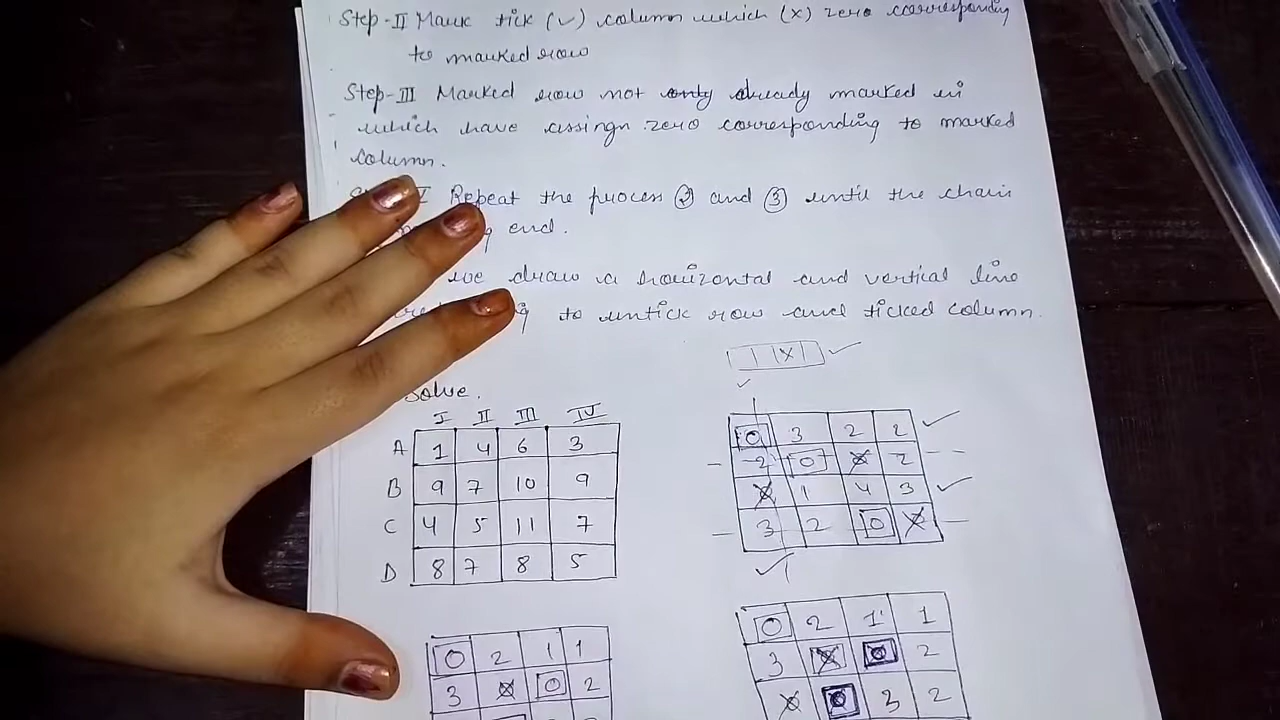 Step-II Mark tick (✓) column which (×) zero corresponding
to marked row
Step-III Marked row not only already marked in
which have assingn zero corresponding to marked
column.
Repeat the process ② and ③ until the chain
end.
we draw a horizontal and vertical line
to untick row and ticked column.
× ✓
✓
Solve.
I II III IV
A 1 4 6 3
B 9 7 10 9
C 4 5 11 7
D 8 7 8 5
0 3 2 2 ✓
2 0 × 2
× 1 4 3 ✓
3 2 0 ×
✓
0 2 1 1
3 × 0 2
0 2 1 1
3 × 0 2
× 0 3 2